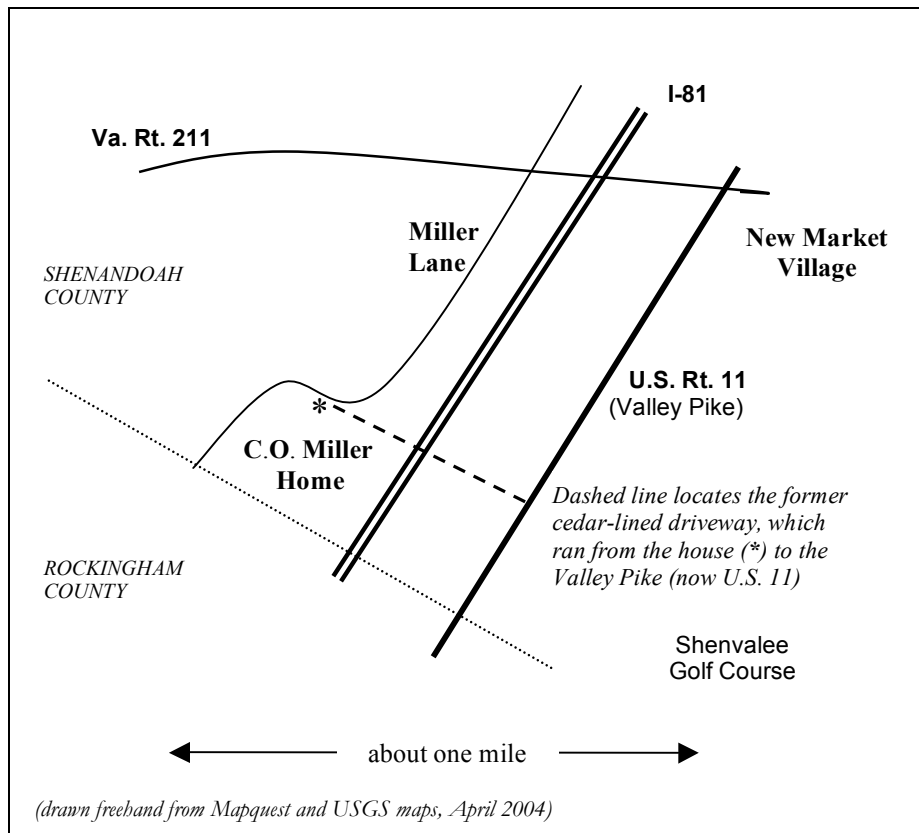 I-81
Va. Rt. 211
Miller
Lane
New Market
Village
SHENANDOAH
COUNTY
U.S. Rt. 11
(Valley Pike)
*
C.O. Miller
Home
Dashed line locates the former
cedar-lined driveway, which
ran from the house (*) to the
Valley Pike (now U.S. 11)
ROCKINGHAM
COUNTY
Shenvalee
Golf Course
about one mile
(drawn freehand from Mapquest and USGS maps, April 2004)